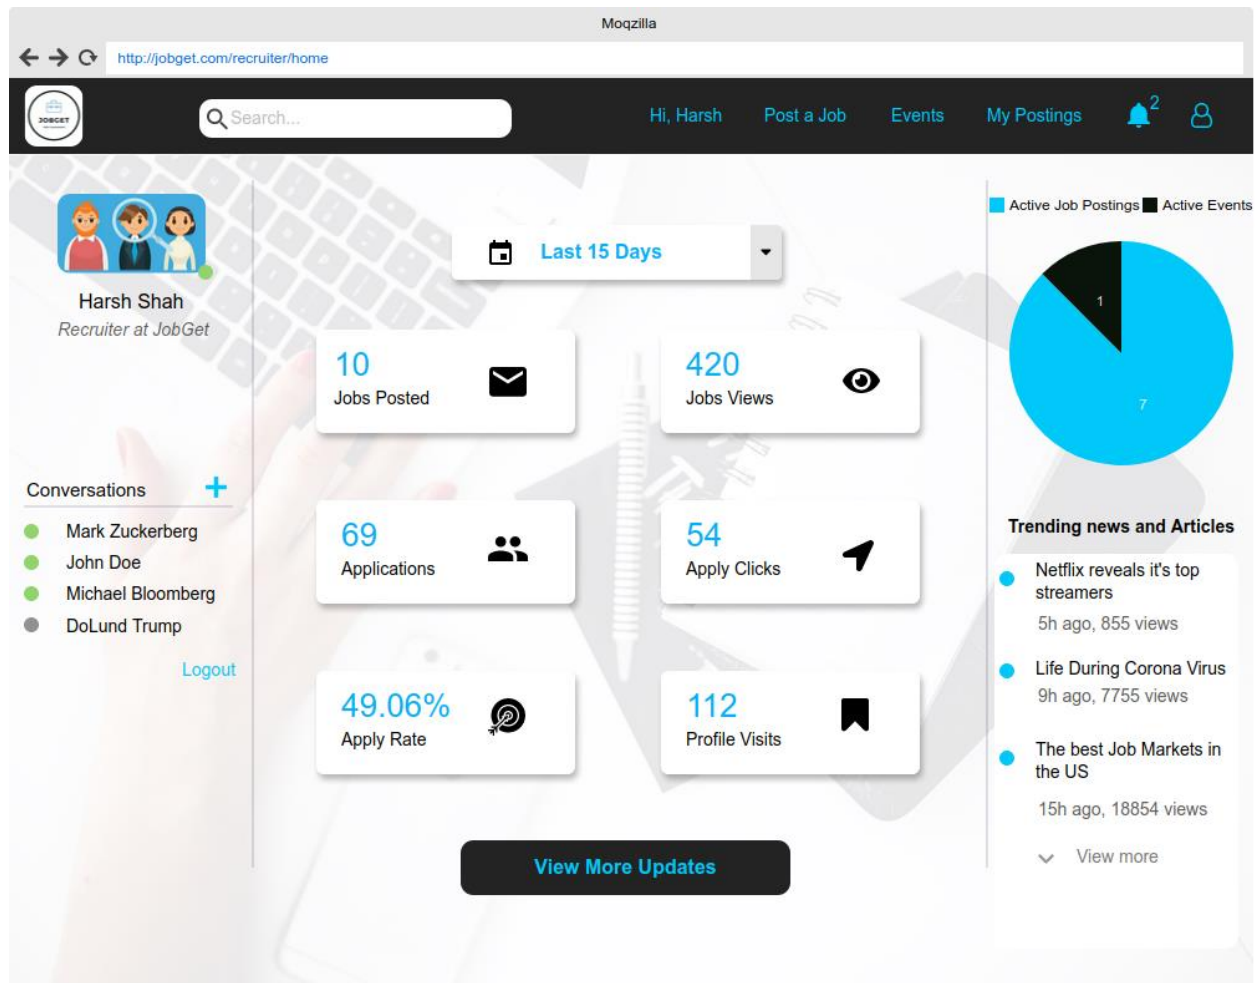 Moqzilla
http://jobget.com/recruiter/home
JOBGET
Search...
Hi, Harsh
Post a Job
Events
My Postings
2
Harsh Shah
Recruiter at JobGet
Conversations
Mark Zuckerberg
John Doe
Michael Bloomberg
DoLund Trump
Logout
Last 15 Days
10
Jobs Posted
420
Jobs Views
69
Applications
54
Apply Clicks
49.06%
Apply Rate
112
Profile Visits
View More Updates
Active Job Postings
Active Events
1
7
Trending news and Articles
Netflix reveals it's top
streamers
5h ago, 855 views
Life During Corona Virus
9h ago, 7755 views
The best Job Markets in
the US
15h ago, 18854 views
View more